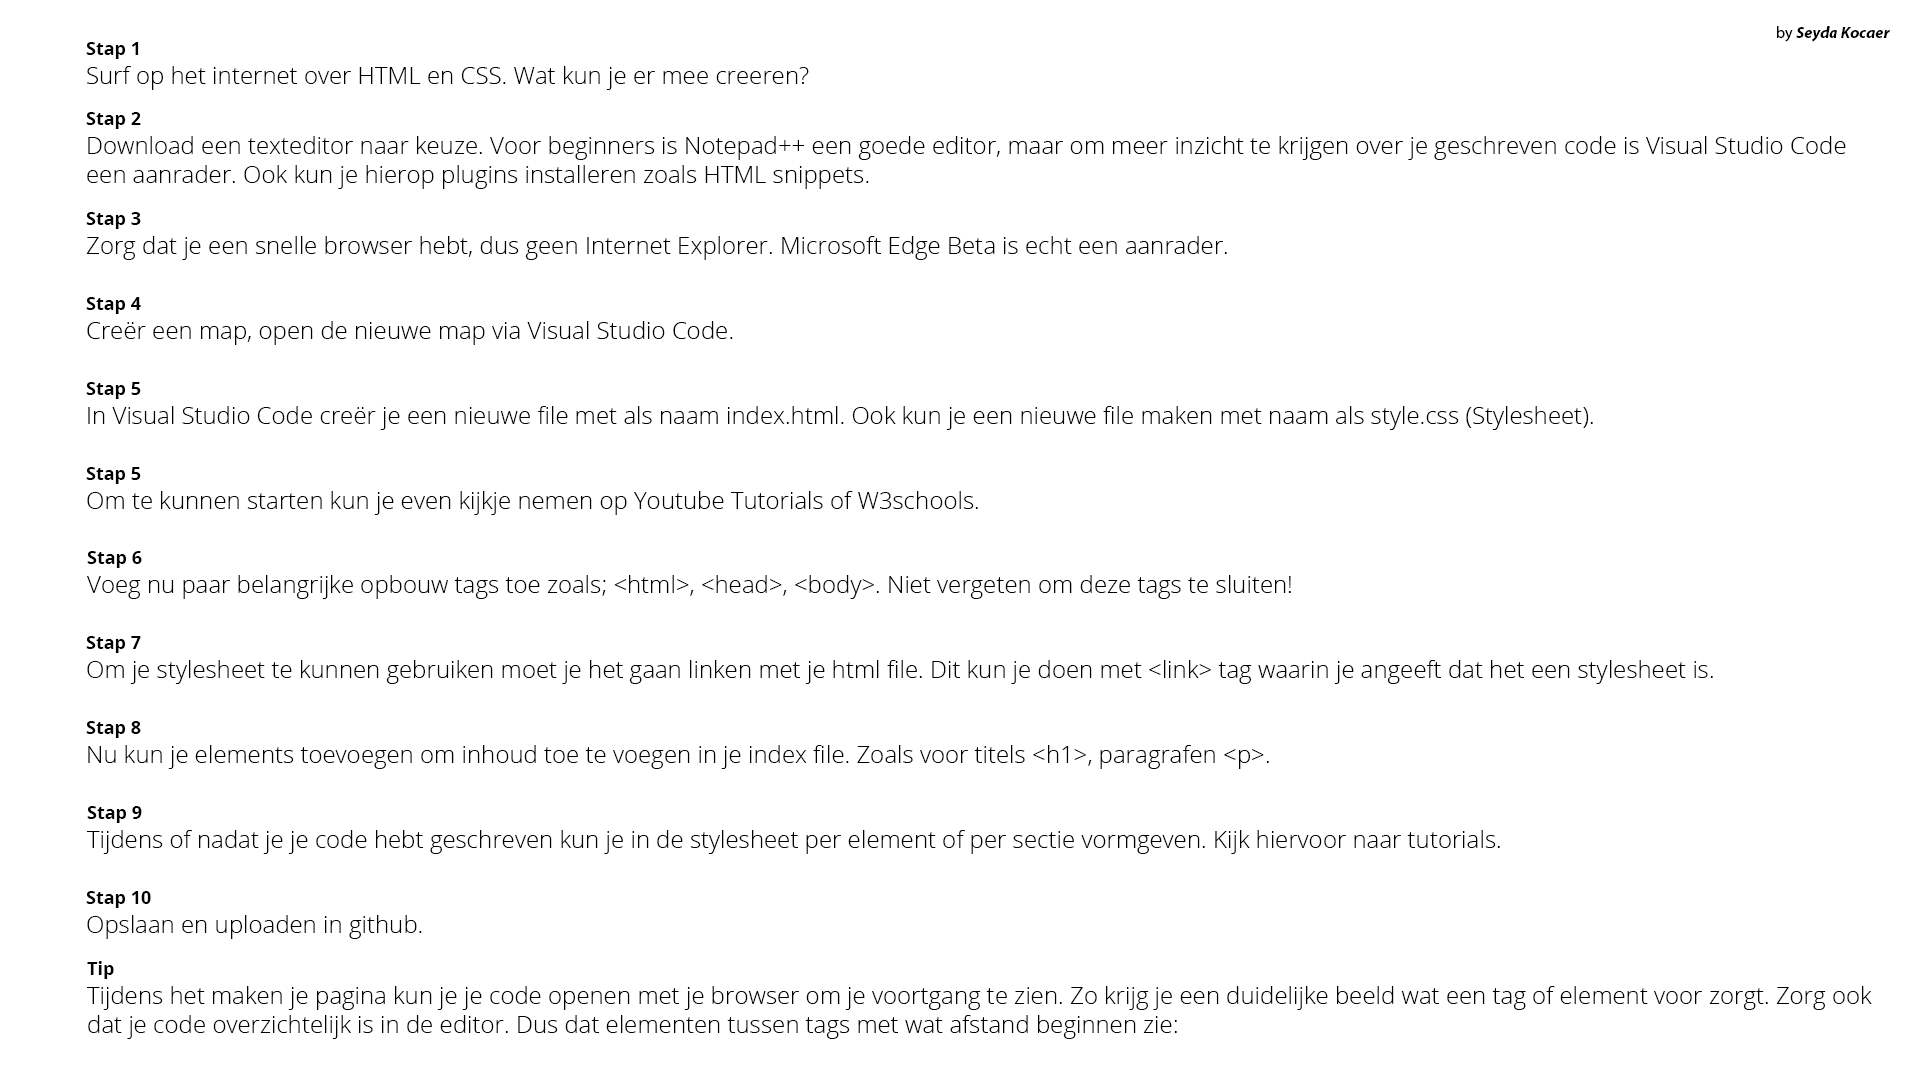 by Seyda Kocaer
Stap 1
Surf op het internet over HTML en CSS. Wat kun je er mee creeren?
Stap 2
Download een texteditor naar keuze. Voor beginners is Notepad++ een goede editor, maar om meer inzicht te krijgen over je geschreven code is Visual Studio Code
een aanrader. Ook kun je hierop plugins installeren zoals HTML snippets.
Stap 3
Zorg dat je een snelle browser hebt, dus geen Internet Explorer. Microsoft Edge Beta is echt een aanrader.
Stap 4
Creër een map, open de nieuwe map via Visual Studio Code.
Stap 5
In Visual Studio Code creër je een nieuwe file met als naam index.html. Ook kun je een nieuwe file maken met naam als style.css (Stylesheet).
Stap 5
Om te kunnen starten kun je even kijkje nemen op Youtube Tutorials of W3schools.
Stap 6
Voeg nu paar belangrijke opbouw tags toe zoals; <html>, <head>, <body>. Niet vergeten om deze tags te sluiten!
Stap 7
Om je stylesheet te kunnen gebruiken moet je het gaan linken met je html file. Dit kun je doen met <link> tag waarin je angeeft dat het een stylesheet is.
Stap 8
Nu kun je elements toevoegen om inhoud toe te voegen in je index file. Zoals voor titels <h1>, paragrafen <p>.
Stap 9
Tijdens of nadat je je code hebt geschreven kun je in de stylesheet per element of per sectie vormgeven. Kijk hiervoor naar tutorials.
Stap 10
Opslaan en uploaden in github.
Tip
Tijdens het maken je pagina kun je je code openen met je browser om je voortgang te zien. Zo krijg je een duidelijke beeld wat een tag of element voor zorgt. Zorg ook
dat je code overzichtelijk is in de editor. Dus dat elementen tussen tags met wat afstand beginnen zie: